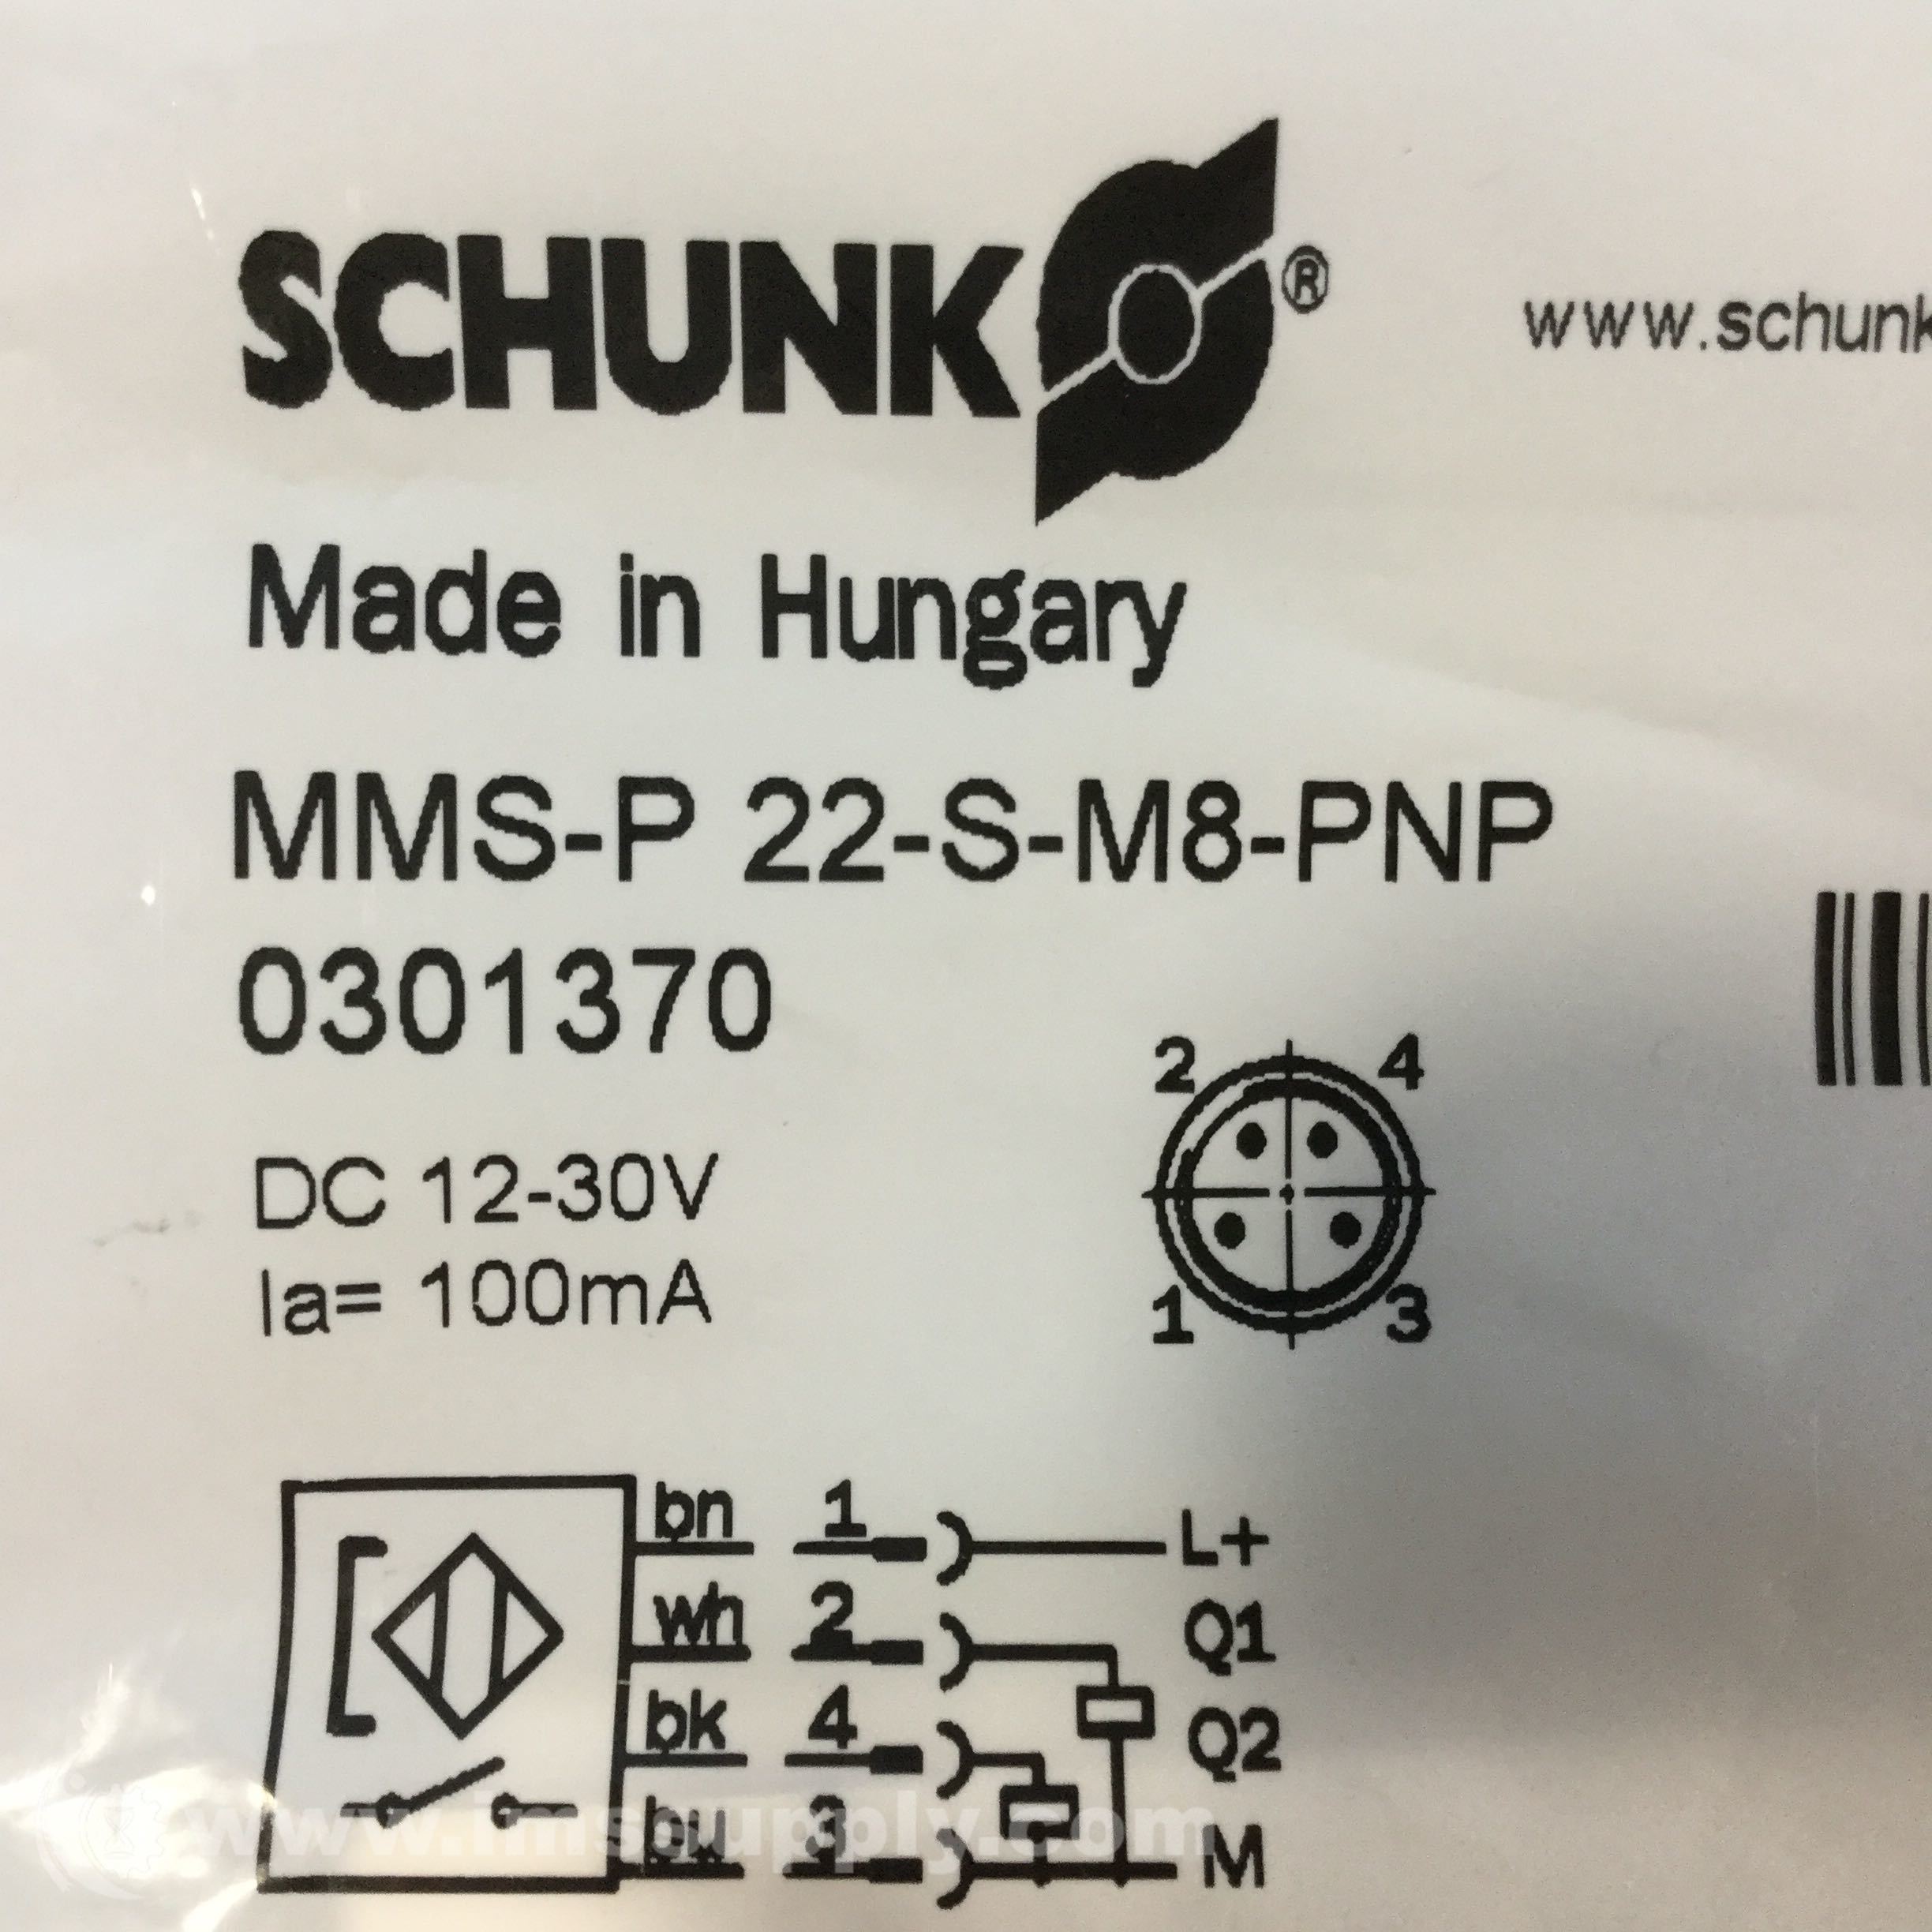 SCHUNK ®
www.schunk
Made in Hungary
MMS-P 22-S-M8-PNP
0301370
2 4
1 3
DC 12-30V
Ia= 100mA
bn 1 L+
wh 2 Q1
bk 4 Q2
bu 3 M
www.imssupply.com